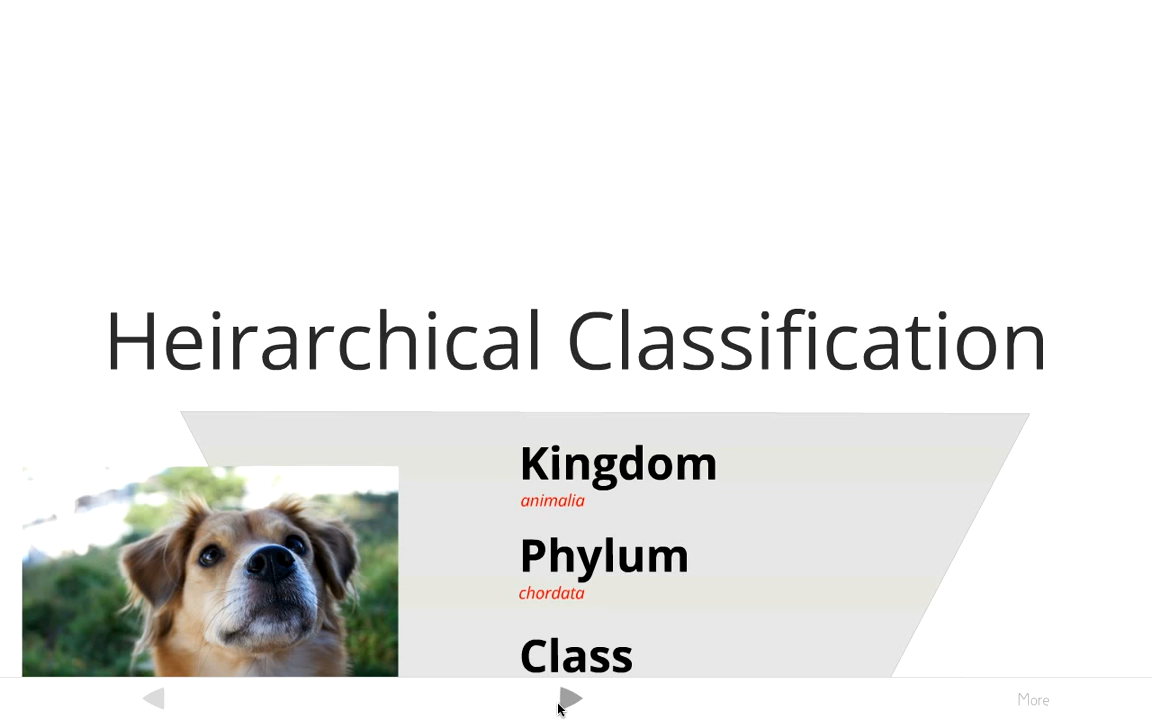 Heirarchical Classification
Kingdom
animalia
Phylum
chordata
Class
More